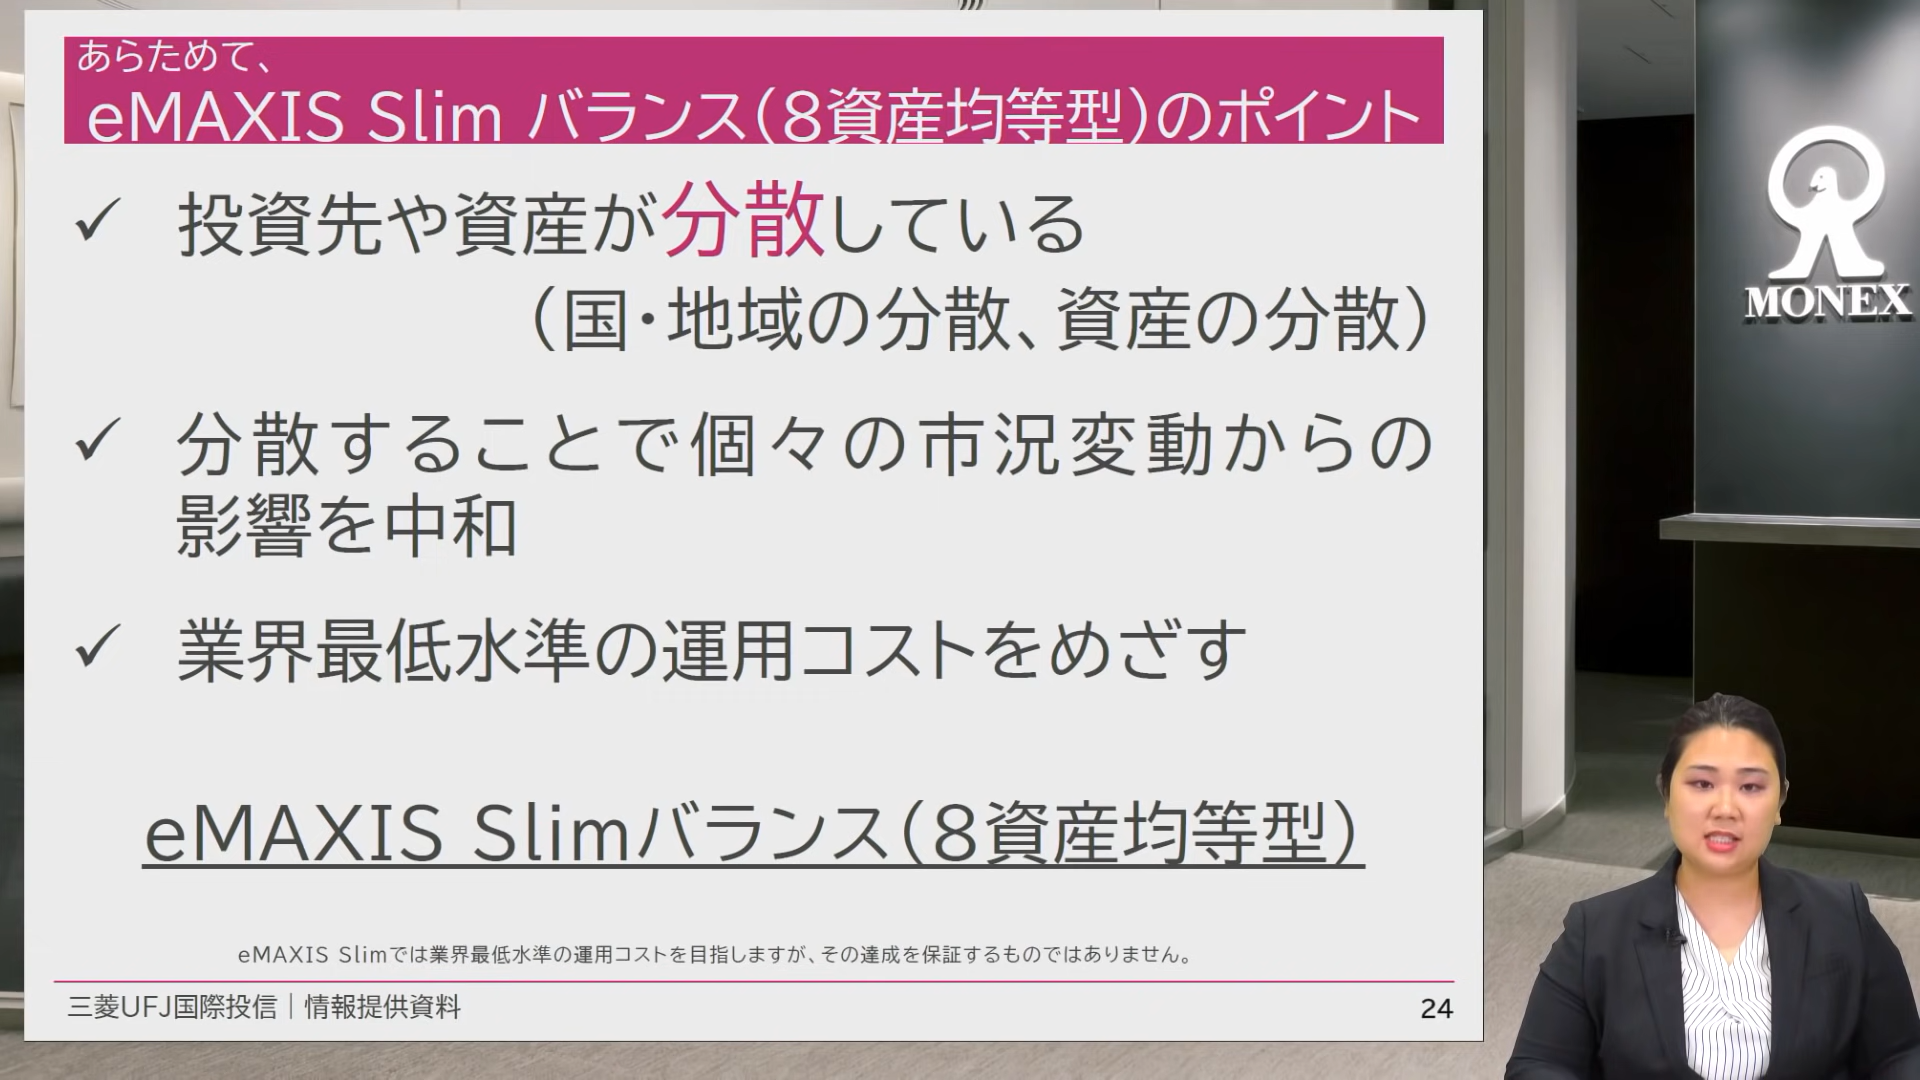 あらためて、
eMAXIS Slim バランス(8資産均等型)のポイント
✓ 投資先や資産が分散している
(国・地域の分散、資産の分散)
✓ 分散することで個々の市況変動からの
影響を中和
✓ 業界最低水準の運用コストをめざす
eMAXIS Slimバランス(8資産均等型)
eMAXIS Slimでは業界最低水準の運用コストを目指しますが、その達成を保証するものではありません。
三菱UFJ国際投信|情報提供資料
24
MONEX